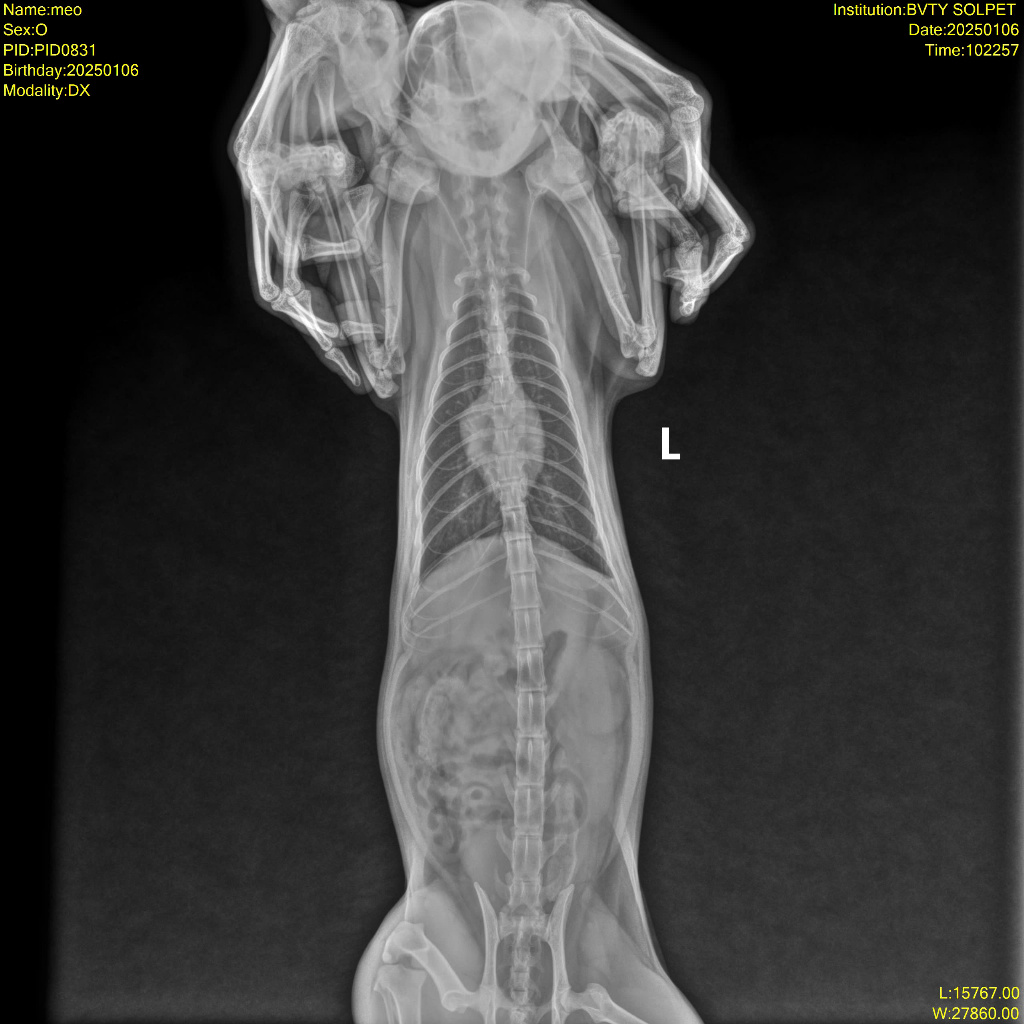 Name:meo
Sex:O
PID:PID0831
Birthday:20250106
Modality:DX
Institution:BVTY SOLPET
Date:20250106
Time:102257
L
L:15767.00
W:27860.00